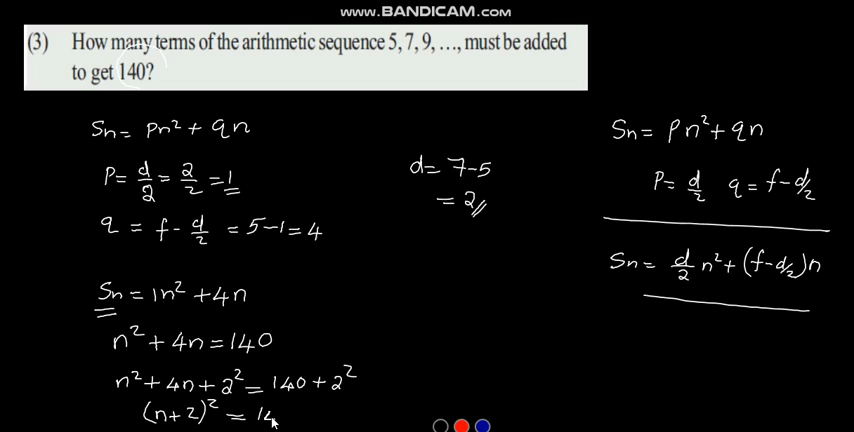 www.BANDICAM.com
(3) How many terms of the arithmetic sequence 5, 7, 9, ..., must be added
to get 140?
Sn = pn² + qn
P = d/2 = 2/2 = 1
q = f - d/2 = 5-1 = 4
Sn = 1n² + 4n
n² + 4n = 140
n² + 4n + 2² = 140 + 2²
(n+2)² = 14
d = 7-5
= 2//
Sn = Pn² + qn
P = d/2 q = f - d/2
Sn = d/2 n² + (f - d/2) n